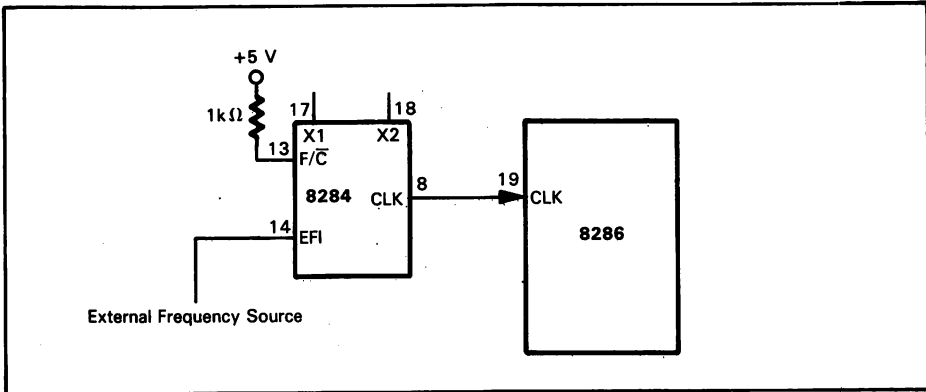 +5 V
1kΩ
17
18
X1
X2
13
F/C̅
8284
CLK
8
19
CLK
8286
14
EFI
External Frequency Source